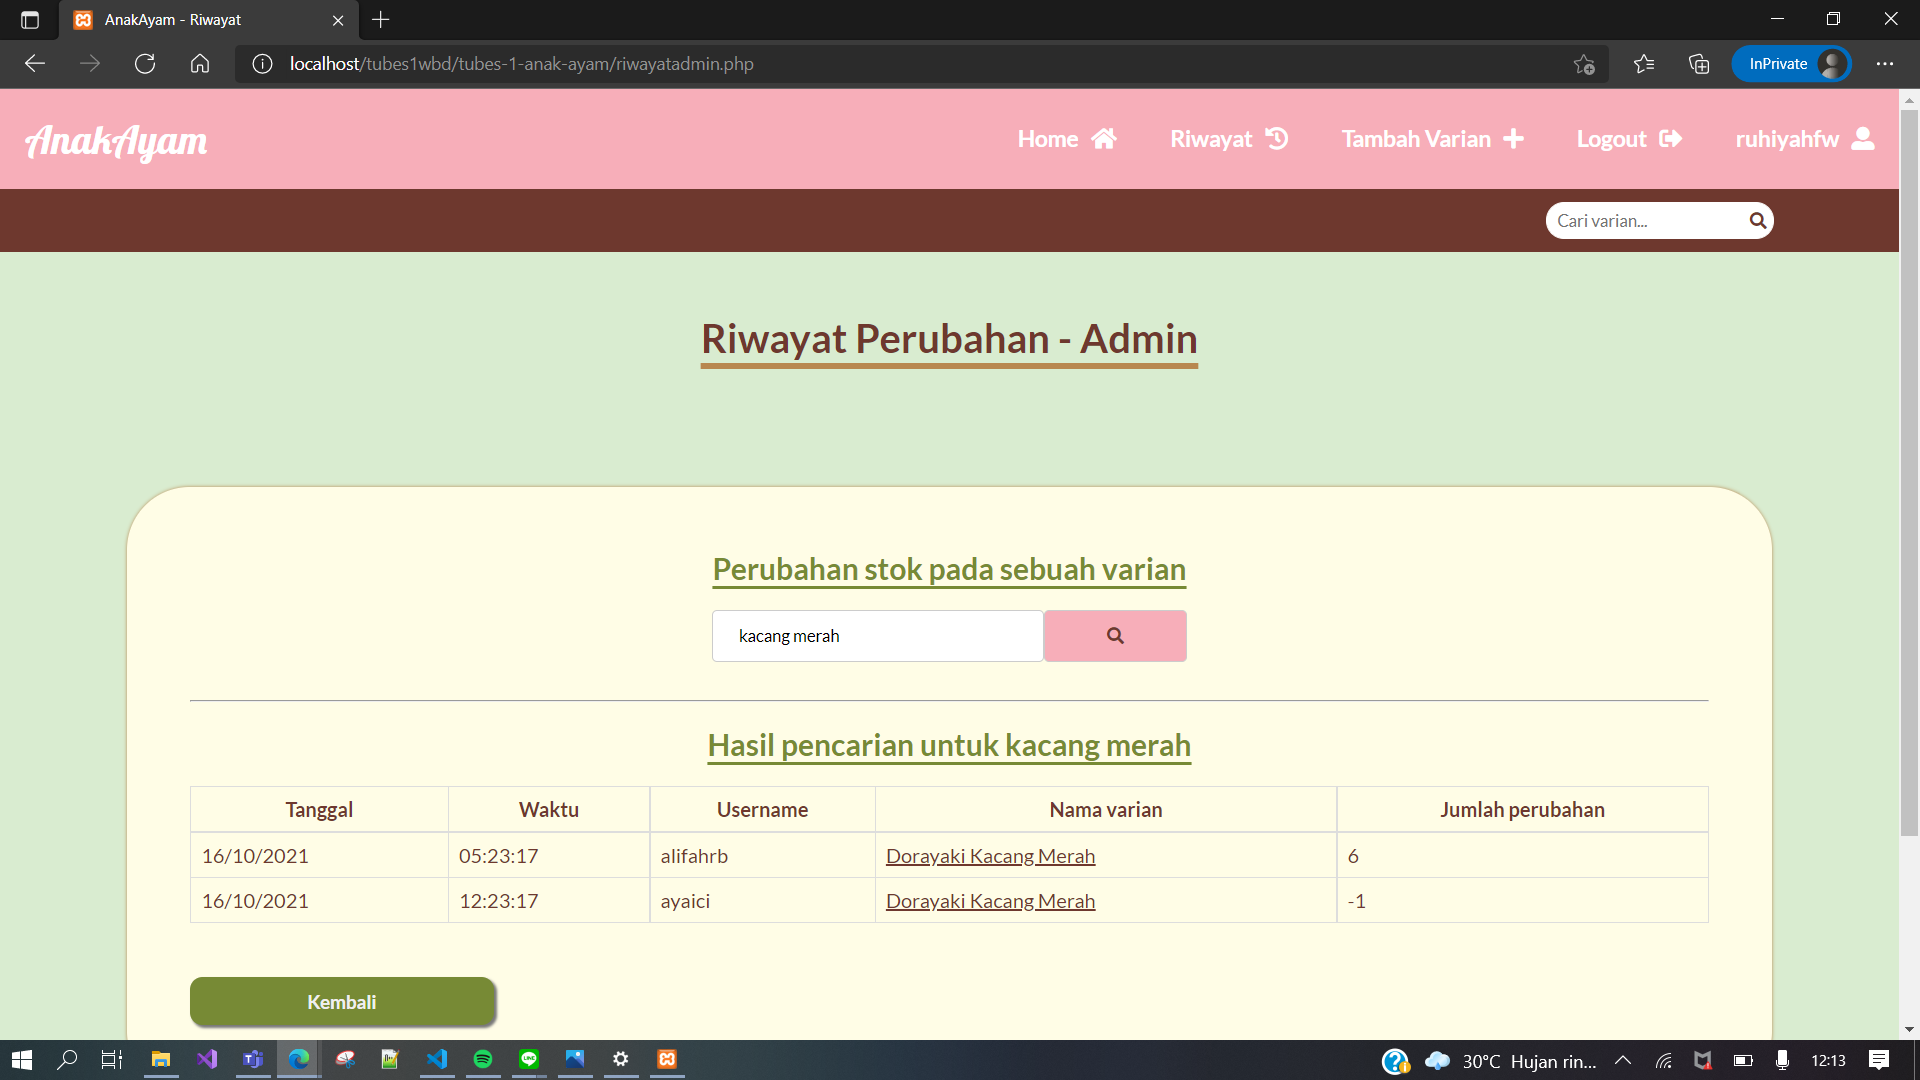 AnakAyam - Riwayat
localhost/tubes1wbd/tubes-1-anak-ayam/riwayatadmin.php
InPrivate
AnakAyam
Home
Riwayat
Tambah Varian
Logout
ruhiyahfw
Cari varian...
Riwayat Perubahan - Admin
Perubahan stok pada sebuah varian
kacang merah
Hasil pencarian untuk kacang merah
Tanggal Waktu Username Nama varian Jumlah perubahan
16/10/2021 05:23:17 alifahrb Dorayaki Kacang Merah 6
16/10/2021 12:23:17 ayaici Dorayaki Kacang Merah -1
Kembali
30°C Hujan rin... 12:13